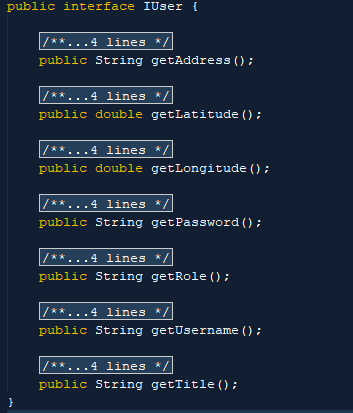 public interface IUser {
/**...4 lines */
public String getAddress();
/**...4 lines */
public double getLatitude();
/**...4 lines */
public double getLongitude();
/**...4 lines */
public String getPassword();
/**...4 lines */
public String getRole();
/**...4 lines */
public String getUsername();
/**...4 lines */
public String getTitle();
}